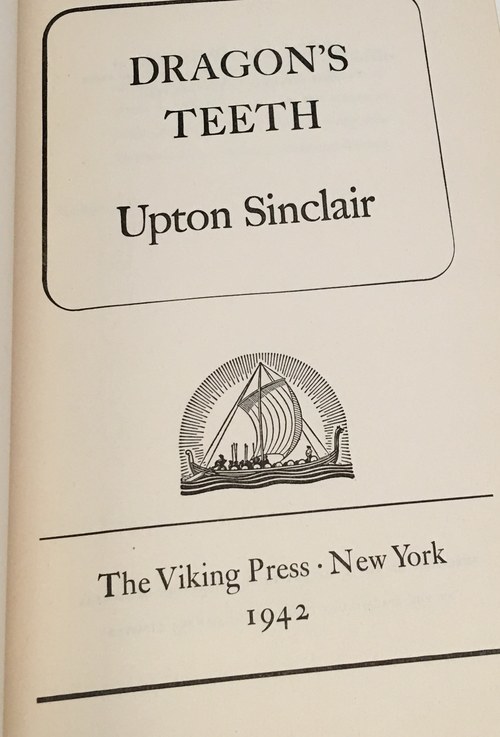 DRAGON'S
TEETH
Upton Sinclair
The Viking Press · New York
1942